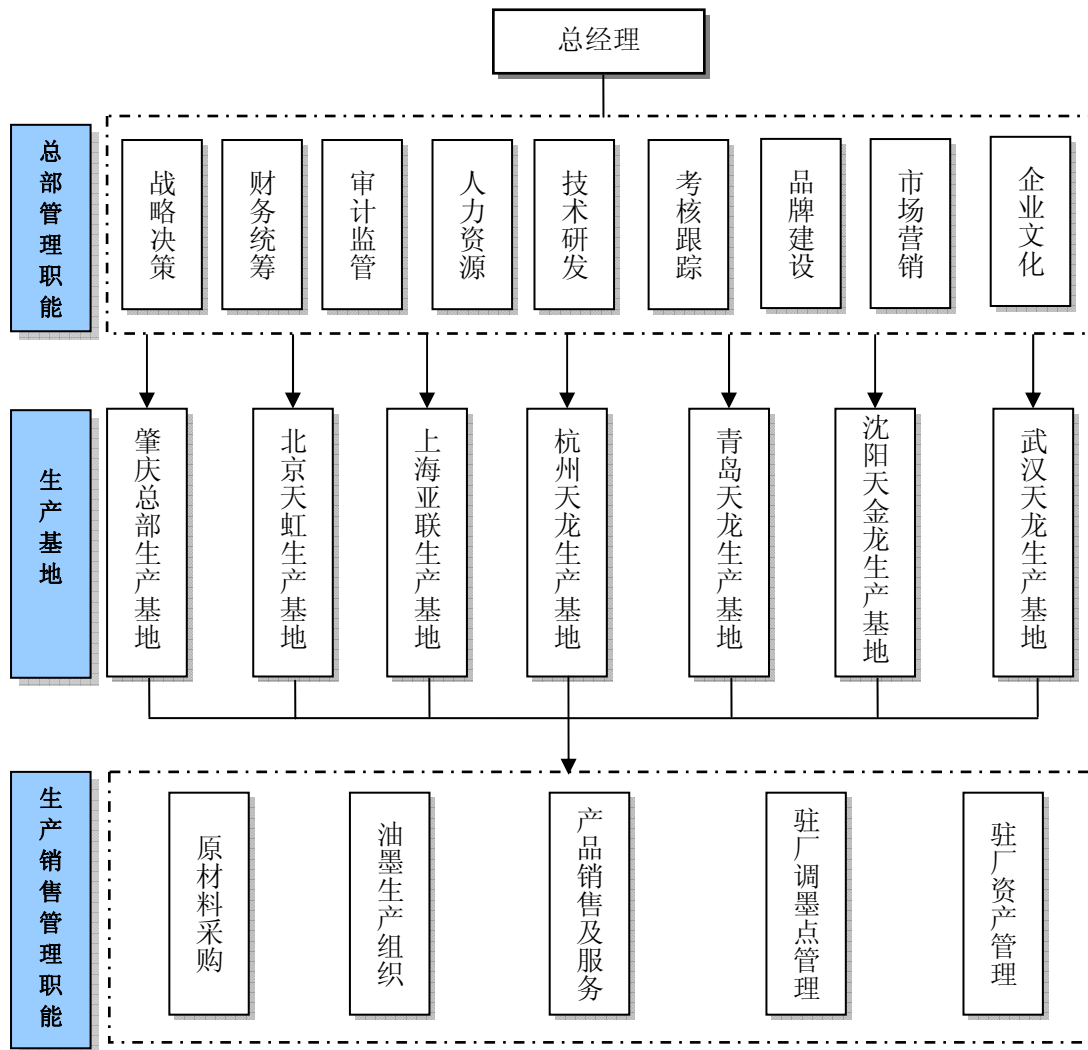 总经理
总部管理职能
战略决策
财务统筹
审计监管
人力资源
技术研发
考核跟踪
品牌建设
市场营销
企业文化
生产基地
肇庆总部生产基地
北京天虹生产基地
上海亚联生产基地
杭州天龙生产基地
青岛天龙生产基地
沈阳天金龙生产基地
武汉天龙生产基地
生产销售管理职能
原材料采购
油墨生产组织
产品销售及服务
驻厂调墨点管理
驻厂资产管理